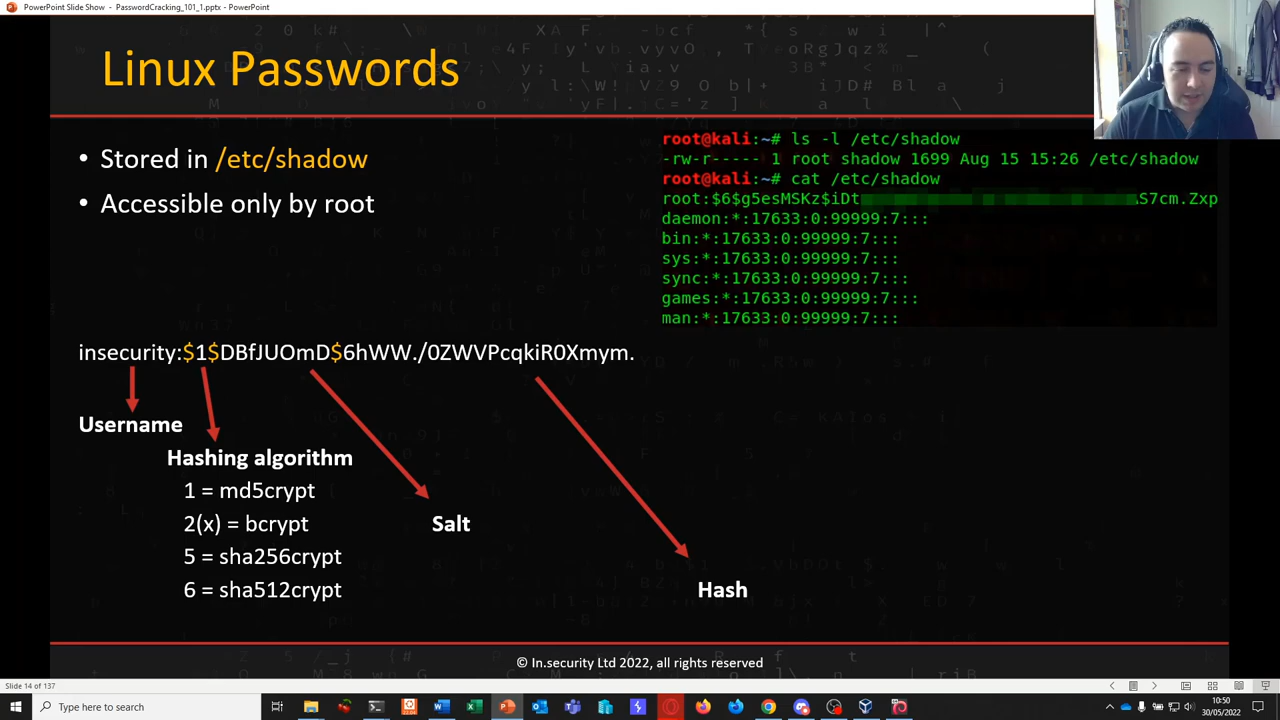 PowerPoint Slide Show - PasswordCracking_101_1.pptx - PowerPoint
Linux Passwords
• Stored in /etc/shadow
• Accessible only by root
root@kali:~# ls -l /etc/shadow
-rw-r----- 1 root shadow 1699 Aug 15 15:26 /etc/shadow
root@kali:~# cat /etc/shadow
root:$6$g5esMSKz$iDt S7cm.Zxp
daemon:*:17633:0:99999:7:::
bin:*:17633:0:99999:7:::
sys:*:17633:0:99999:7:::
sync:*:17633:0:99999:7:::
games:*:17633:0:99999:7:::
man:*:17633:0:99999:7:::
insecurity:$1$DBfJUOmD$6hWW./0ZWVPcqkiR0Xmym.
Username
Hashing algorithm
1 = md5crypt
2(x) = bcrypt
5 = sha256crypt
6 = sha512crypt
Salt
Hash
© In.security Ltd 2022, all rights reserved
Slide 14 of 137
Type here to search
10:50
30/05/2022